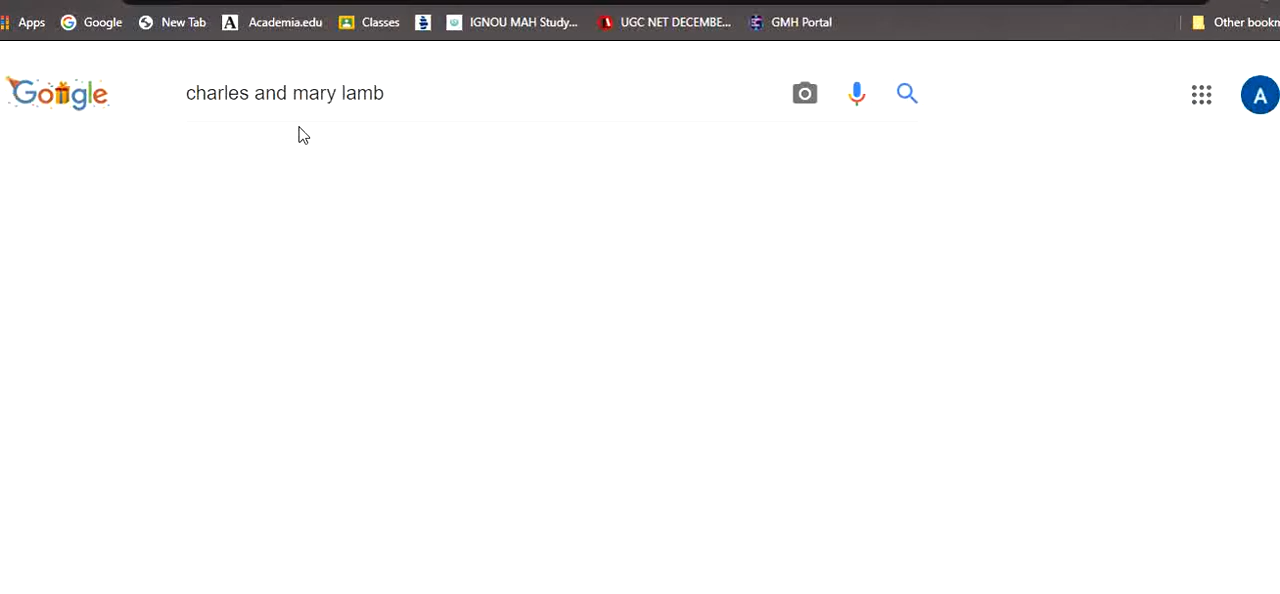 Apps Google New Tab Academia.edu Classes IGNOU MAH Study... UGC NET DECEMBE... GMH Portal Other bookn
Google charles and mary lamb A